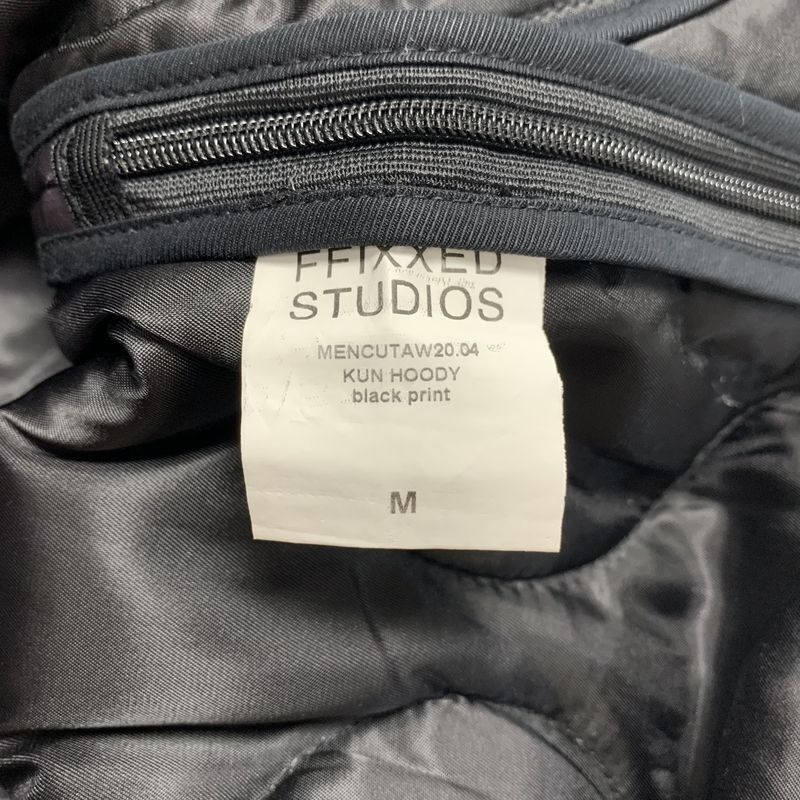 FFIXXED
STUDIOS
MENCUTAW20.04
KUN HOODY
black print
M